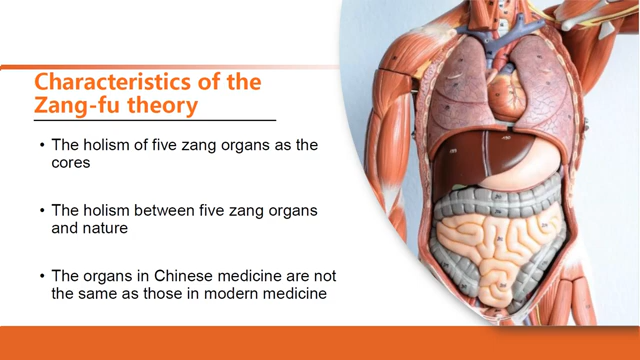 Characteristics of the
Zang-fu theory
• The holism of five zang organs as the
cores
• The holism between five zang organs
and nature
• The organs in Chinese medicine are not
the same as those in modern medicine